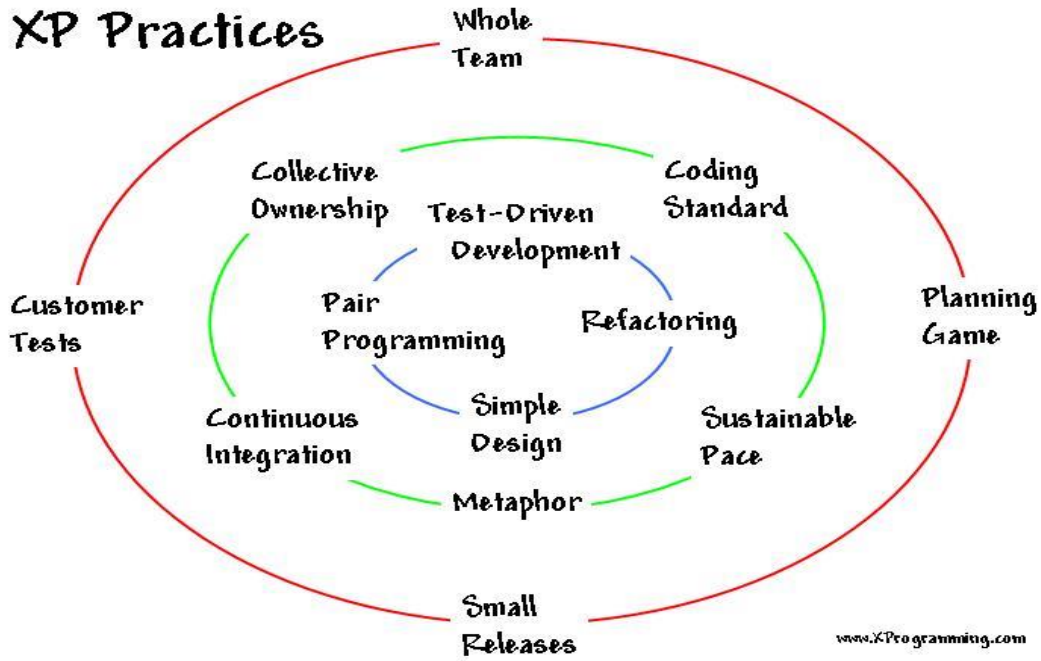 XP Practices
Whole
Team
Collective
Ownership
Coding
Standard
Test-Driven
Development
Customer
Tests
Pair
Programming
Refactoring
Planning
Game
Continuous
Integration
Simple
Design
Sustainable
Pace
Metaphor
Small
Releases
www.XProgramming.com